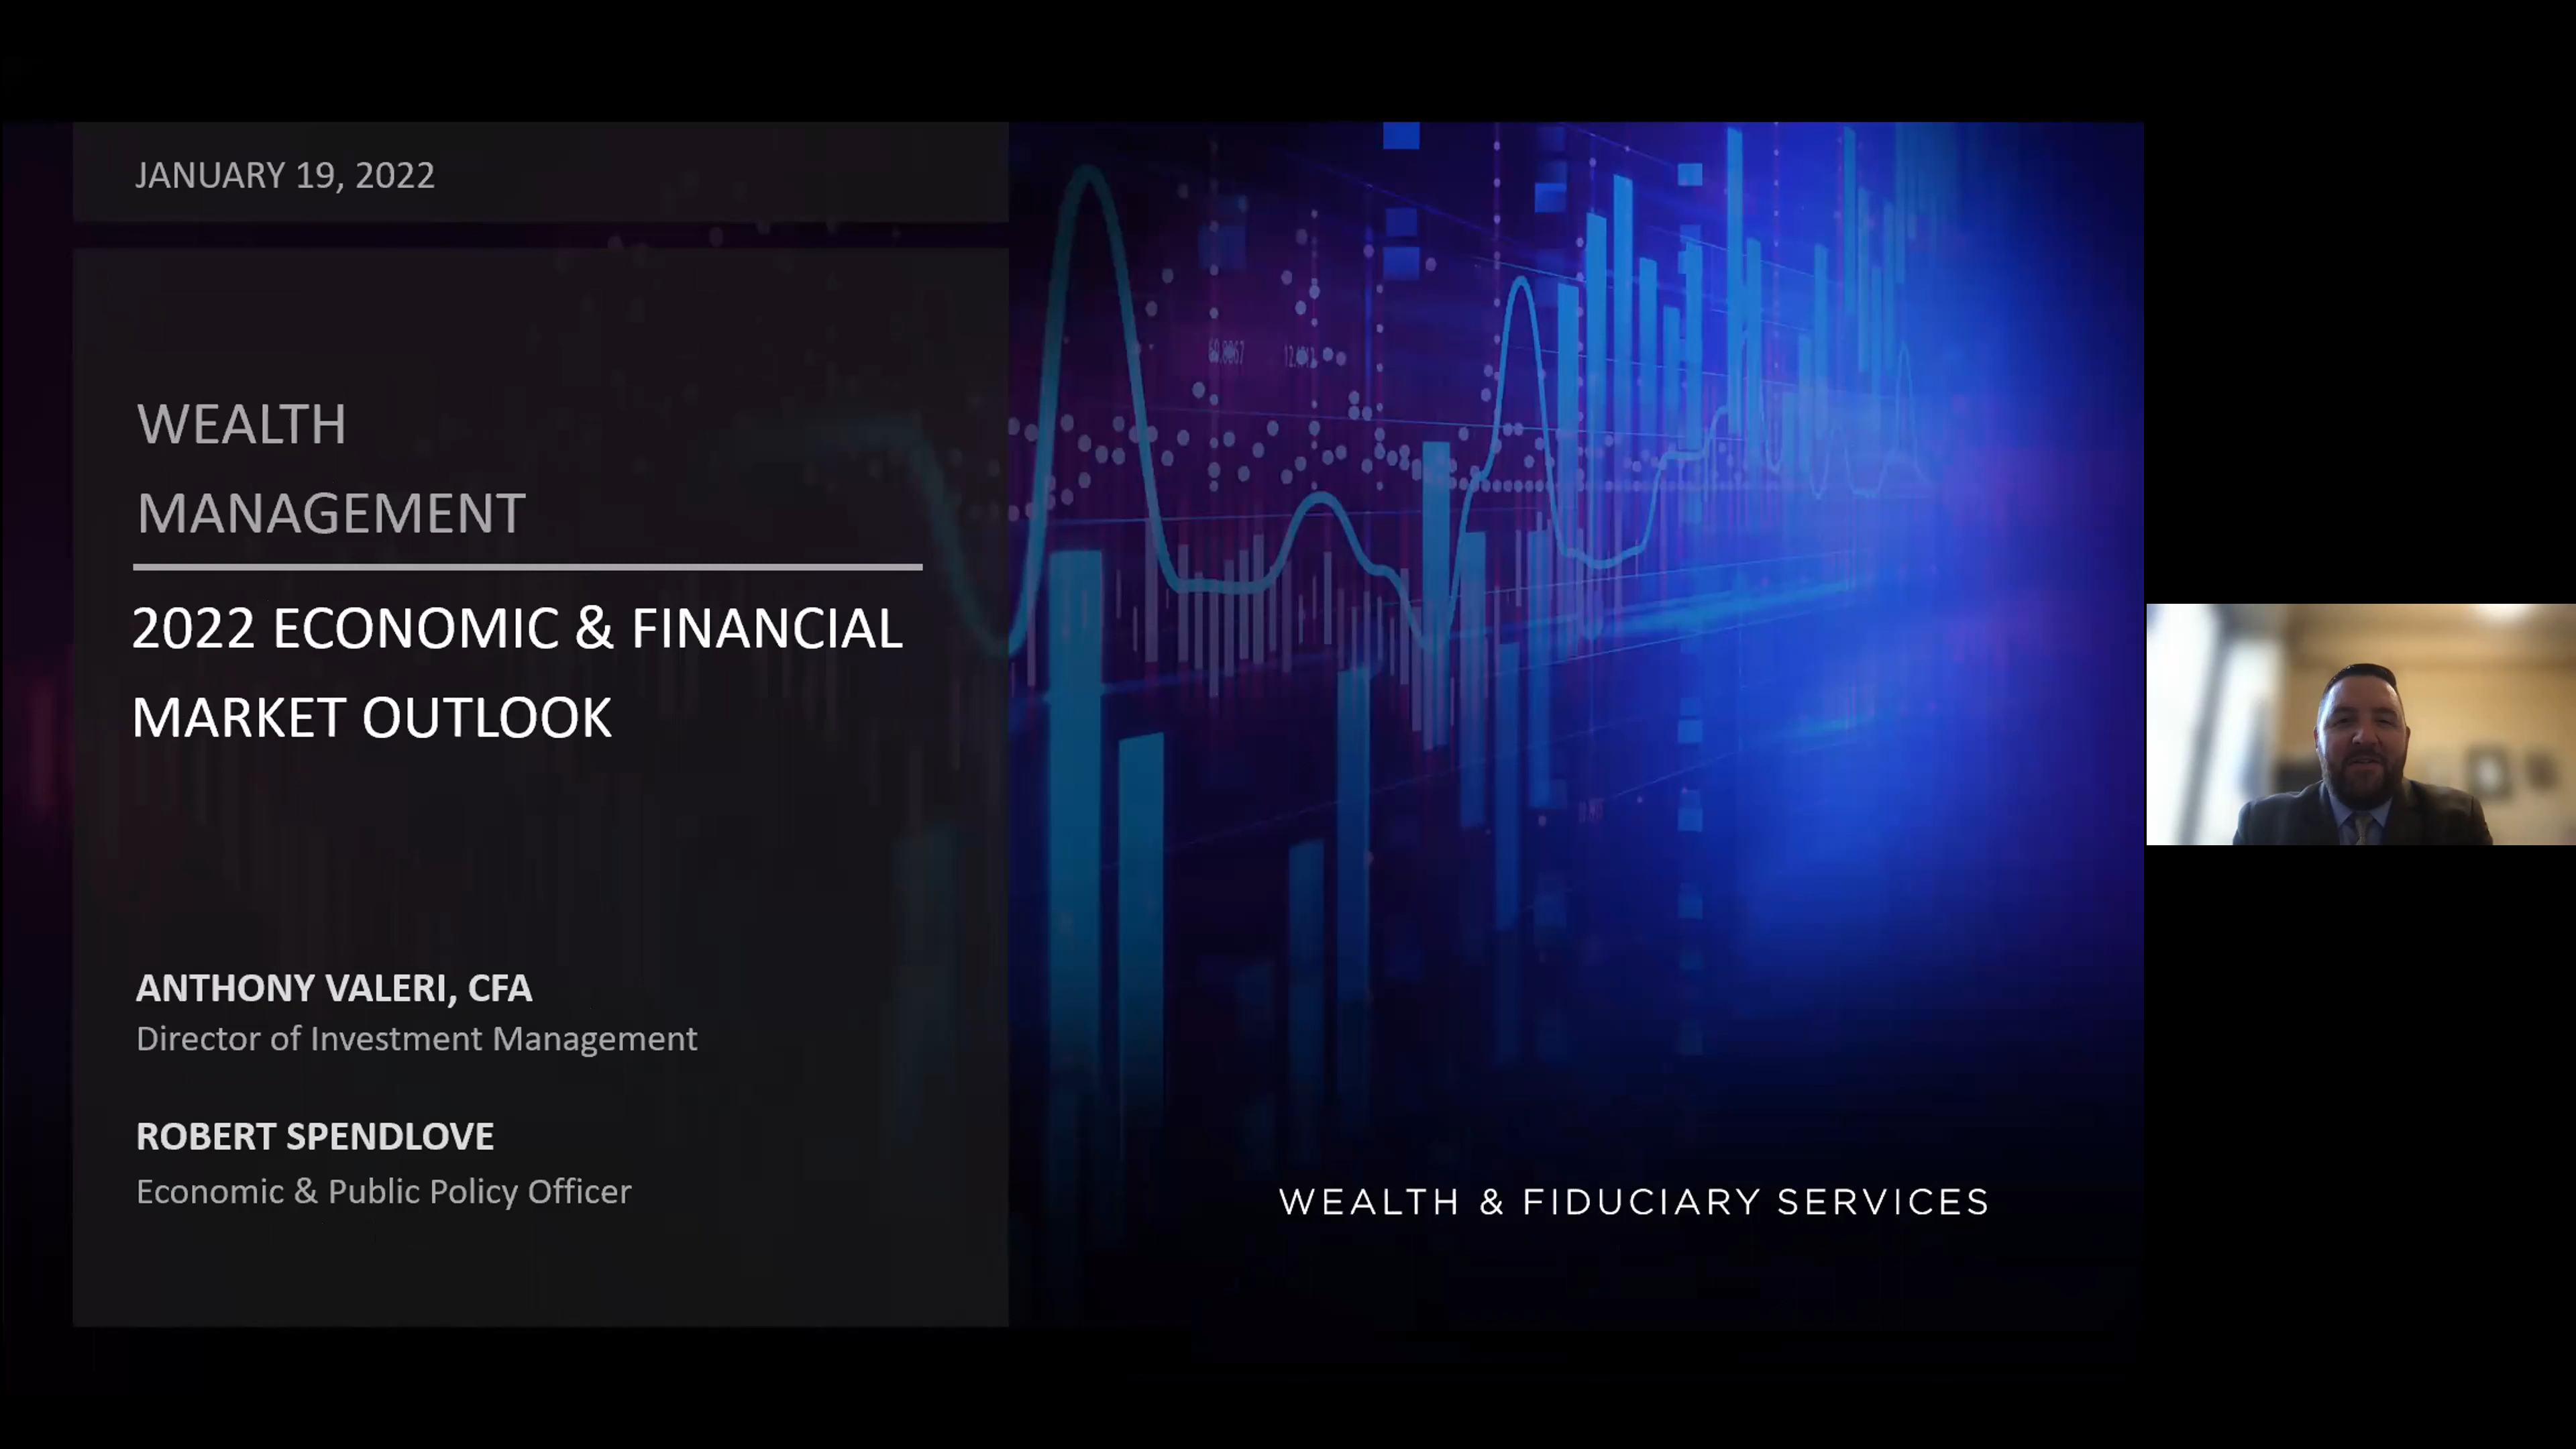 JANUARY 19, 2022
WEALTH
MANAGEMENT
2022 ECONOMIC & FINANCIAL
MARKET OUTLOOK
ANTHONY VALERI, CFA
Director of Investment Management
ROBERT SPENDLOVE
Economic & Public Policy Officer
WEALTH & FIDUCIARY SERVICES